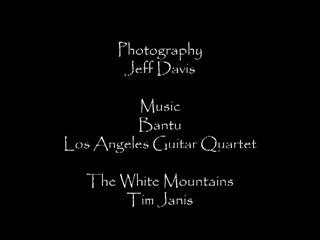 Photography
Jeff Davis
Music
Bantu
Los Angeles Guitar Quartet
The White Mountains
Tim Janis